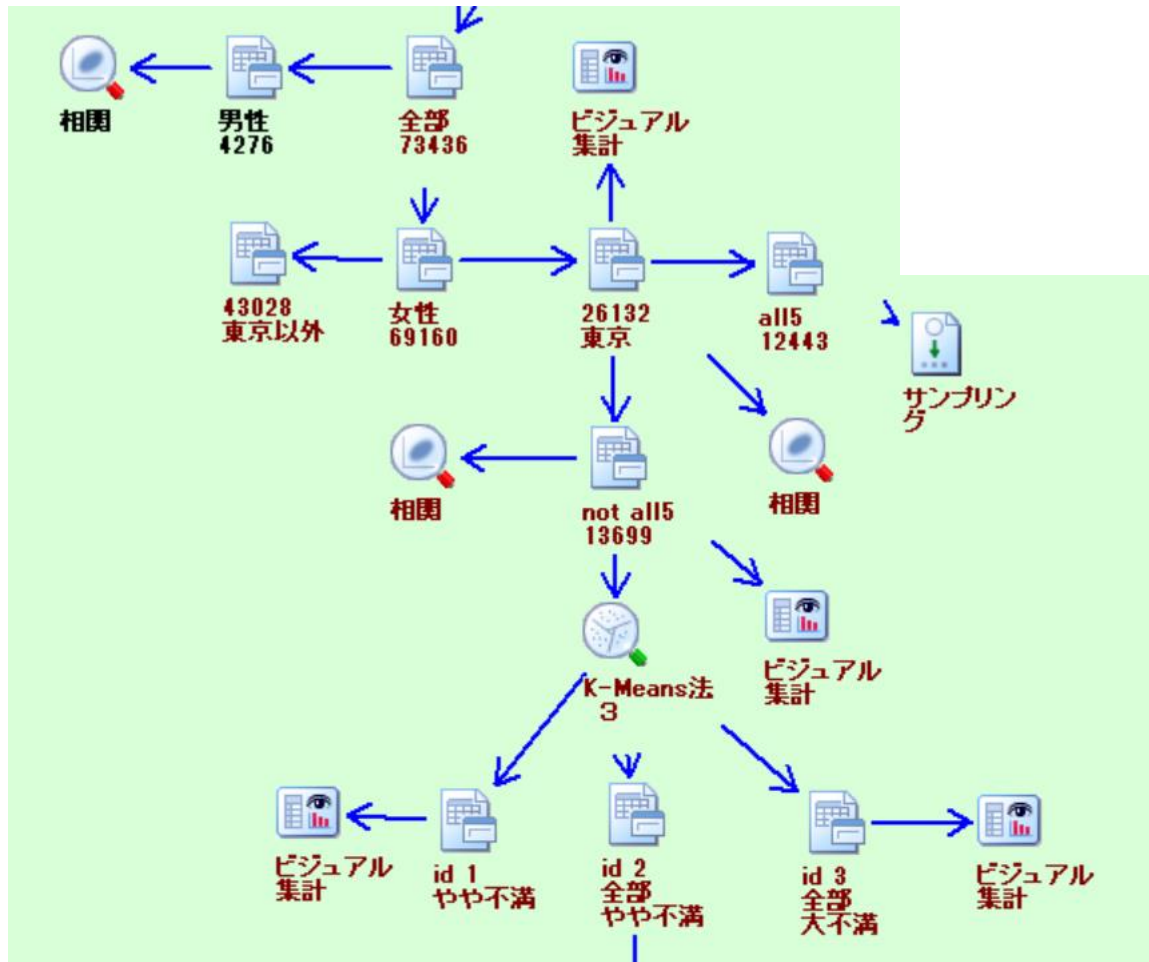 相関
男性
4276
全部
73436
ビジュアル
集計
43028
東京以外
女性
69160
26132
東京
all5
12443
サンプリン
グ
相関
not all5
13699
相関
K-Means法
3
ビジュアル
集計
ビジュアル
集計
id 1
やや不満
id 2
全部
やや不満
id 3
全部
大不満
ビジュアル
集計